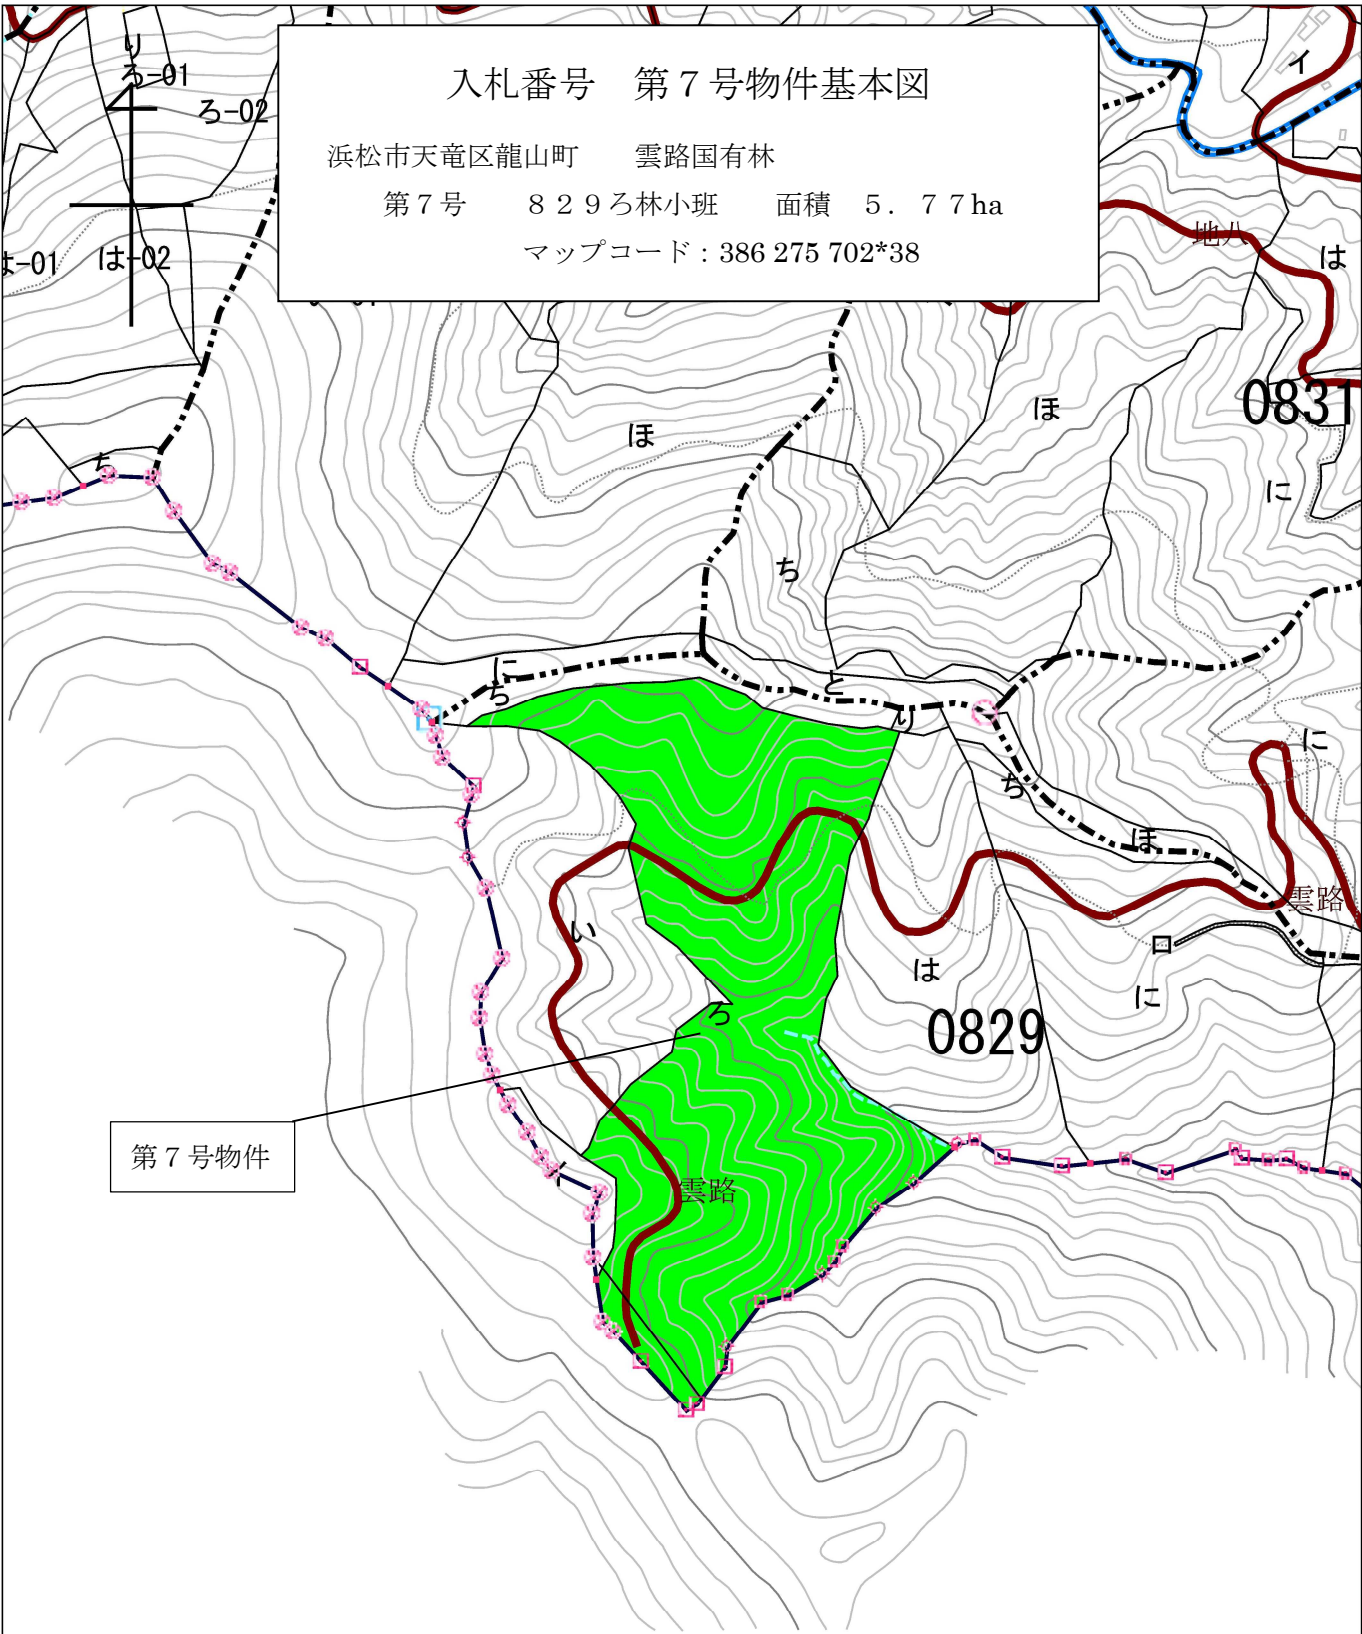 入札番号　第７号物件基本図
浜松市天竜区龍山町　　雲路国有林
第７号　　８２９ろ林小班　　面積　５．７７ha
マップコード：386 275 702*38
り
ろ-01
ろ-02
は-02
イ
地八
は
0831
ほ
ほ
に
ち
ち
に
ち
と
り
に
ち
ほ
雲路
い
ロ
は
に
ろ
0829
第７号物件
雲路
イ